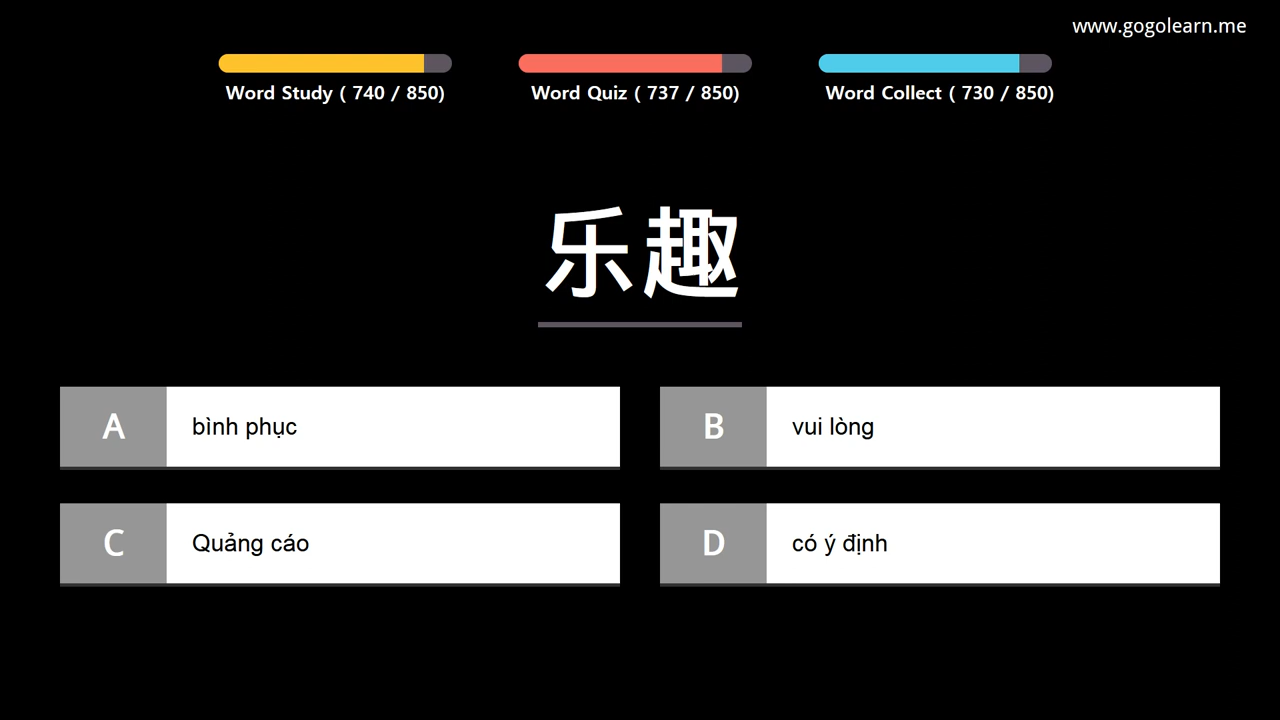 www.gogolearn.me
Word Study ( 740 / 850)
Word Quiz ( 737 / 850)
Word Collect ( 730 / 850)
乐趣
A bình phục
B vui lòng
C Quảng cáo
D có ý định